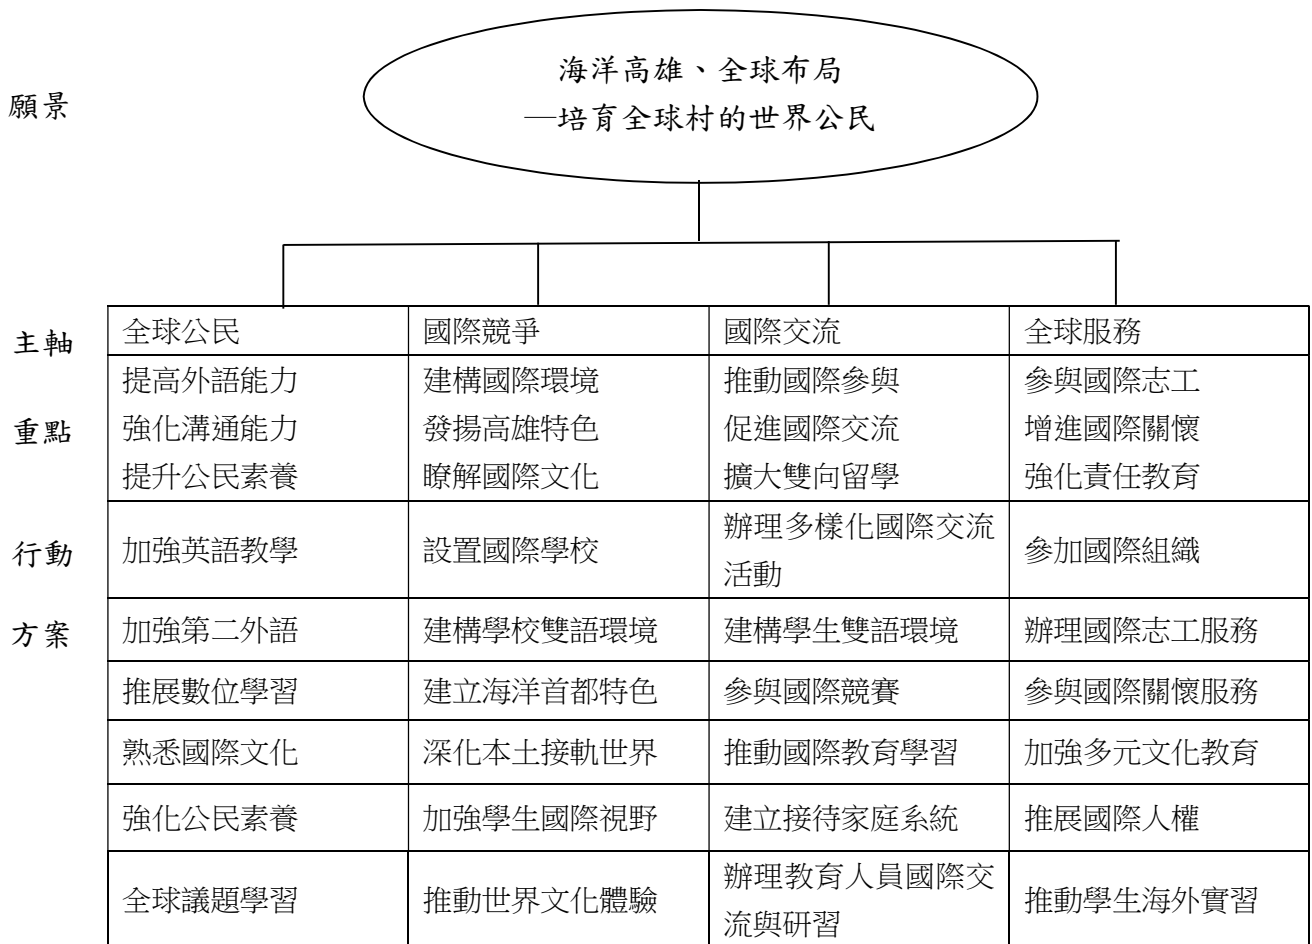 願景
海洋高雄、全球布局
—培育全球村的世界公民
主軸
全球公民
國際競爭
國際交流
全球服務
重點
提高外語能力
強化溝通能力
提升公民素養
建構國際環境
發揚高雄特色
瞭解國際文化
推動國際參與
促進國際交流
擴大雙向留學
參與國際志工
增進國際關懷
強化責任教育
行動
加強英語教學
設置國際學校
辦理多樣化國際交流
活動
參加國際組織
方案
加強第二外語
建構學校雙語環境
建構學生雙語環境
辦理國際志工服務
推展數位學習
建立海洋首都特色
參與國際競賽
參與國際關懷服務
熟悉國際文化
深化本土接軌世界
推動國際教育學習
加強多元文化教育
強化公民素養
加強學生國際視野
建立接待家庭系統
推展國際人權
全球議題學習
推動世界文化體驗
辦理教育人員國際交
流與研習
推動學生海外實習